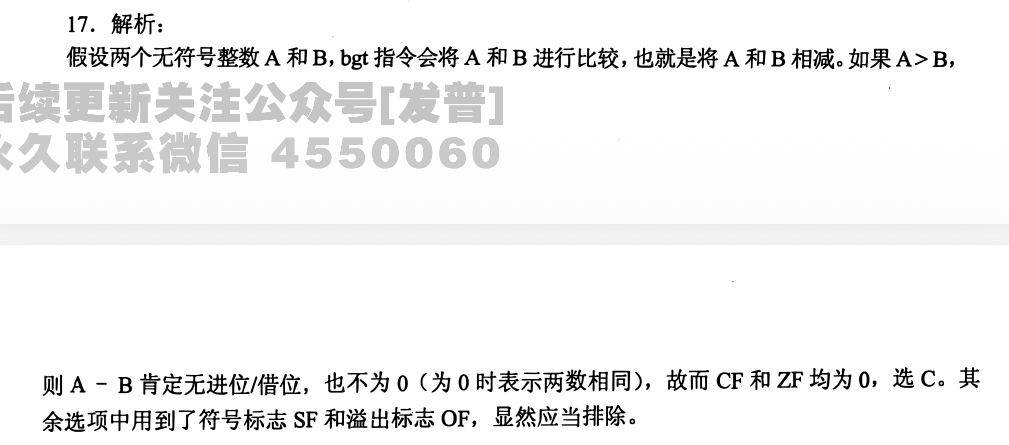 17. 解析：
假设两个无符号整数 A 和 B，bgt 指令会将 A 和 B 进行比较，也就是将 A 和 B 相减。如果 A＞B，
后续更新关注公众号[发普]
永久联系微信 4550060
则 A － B 肯定无进位/借位，也不为 0（为 0 时表示两数相同），故而 CF 和 ZF 均为 0，选 C。其
余选项中用到了符号标志 SF 和溢出标志 OF，显然应当排除。